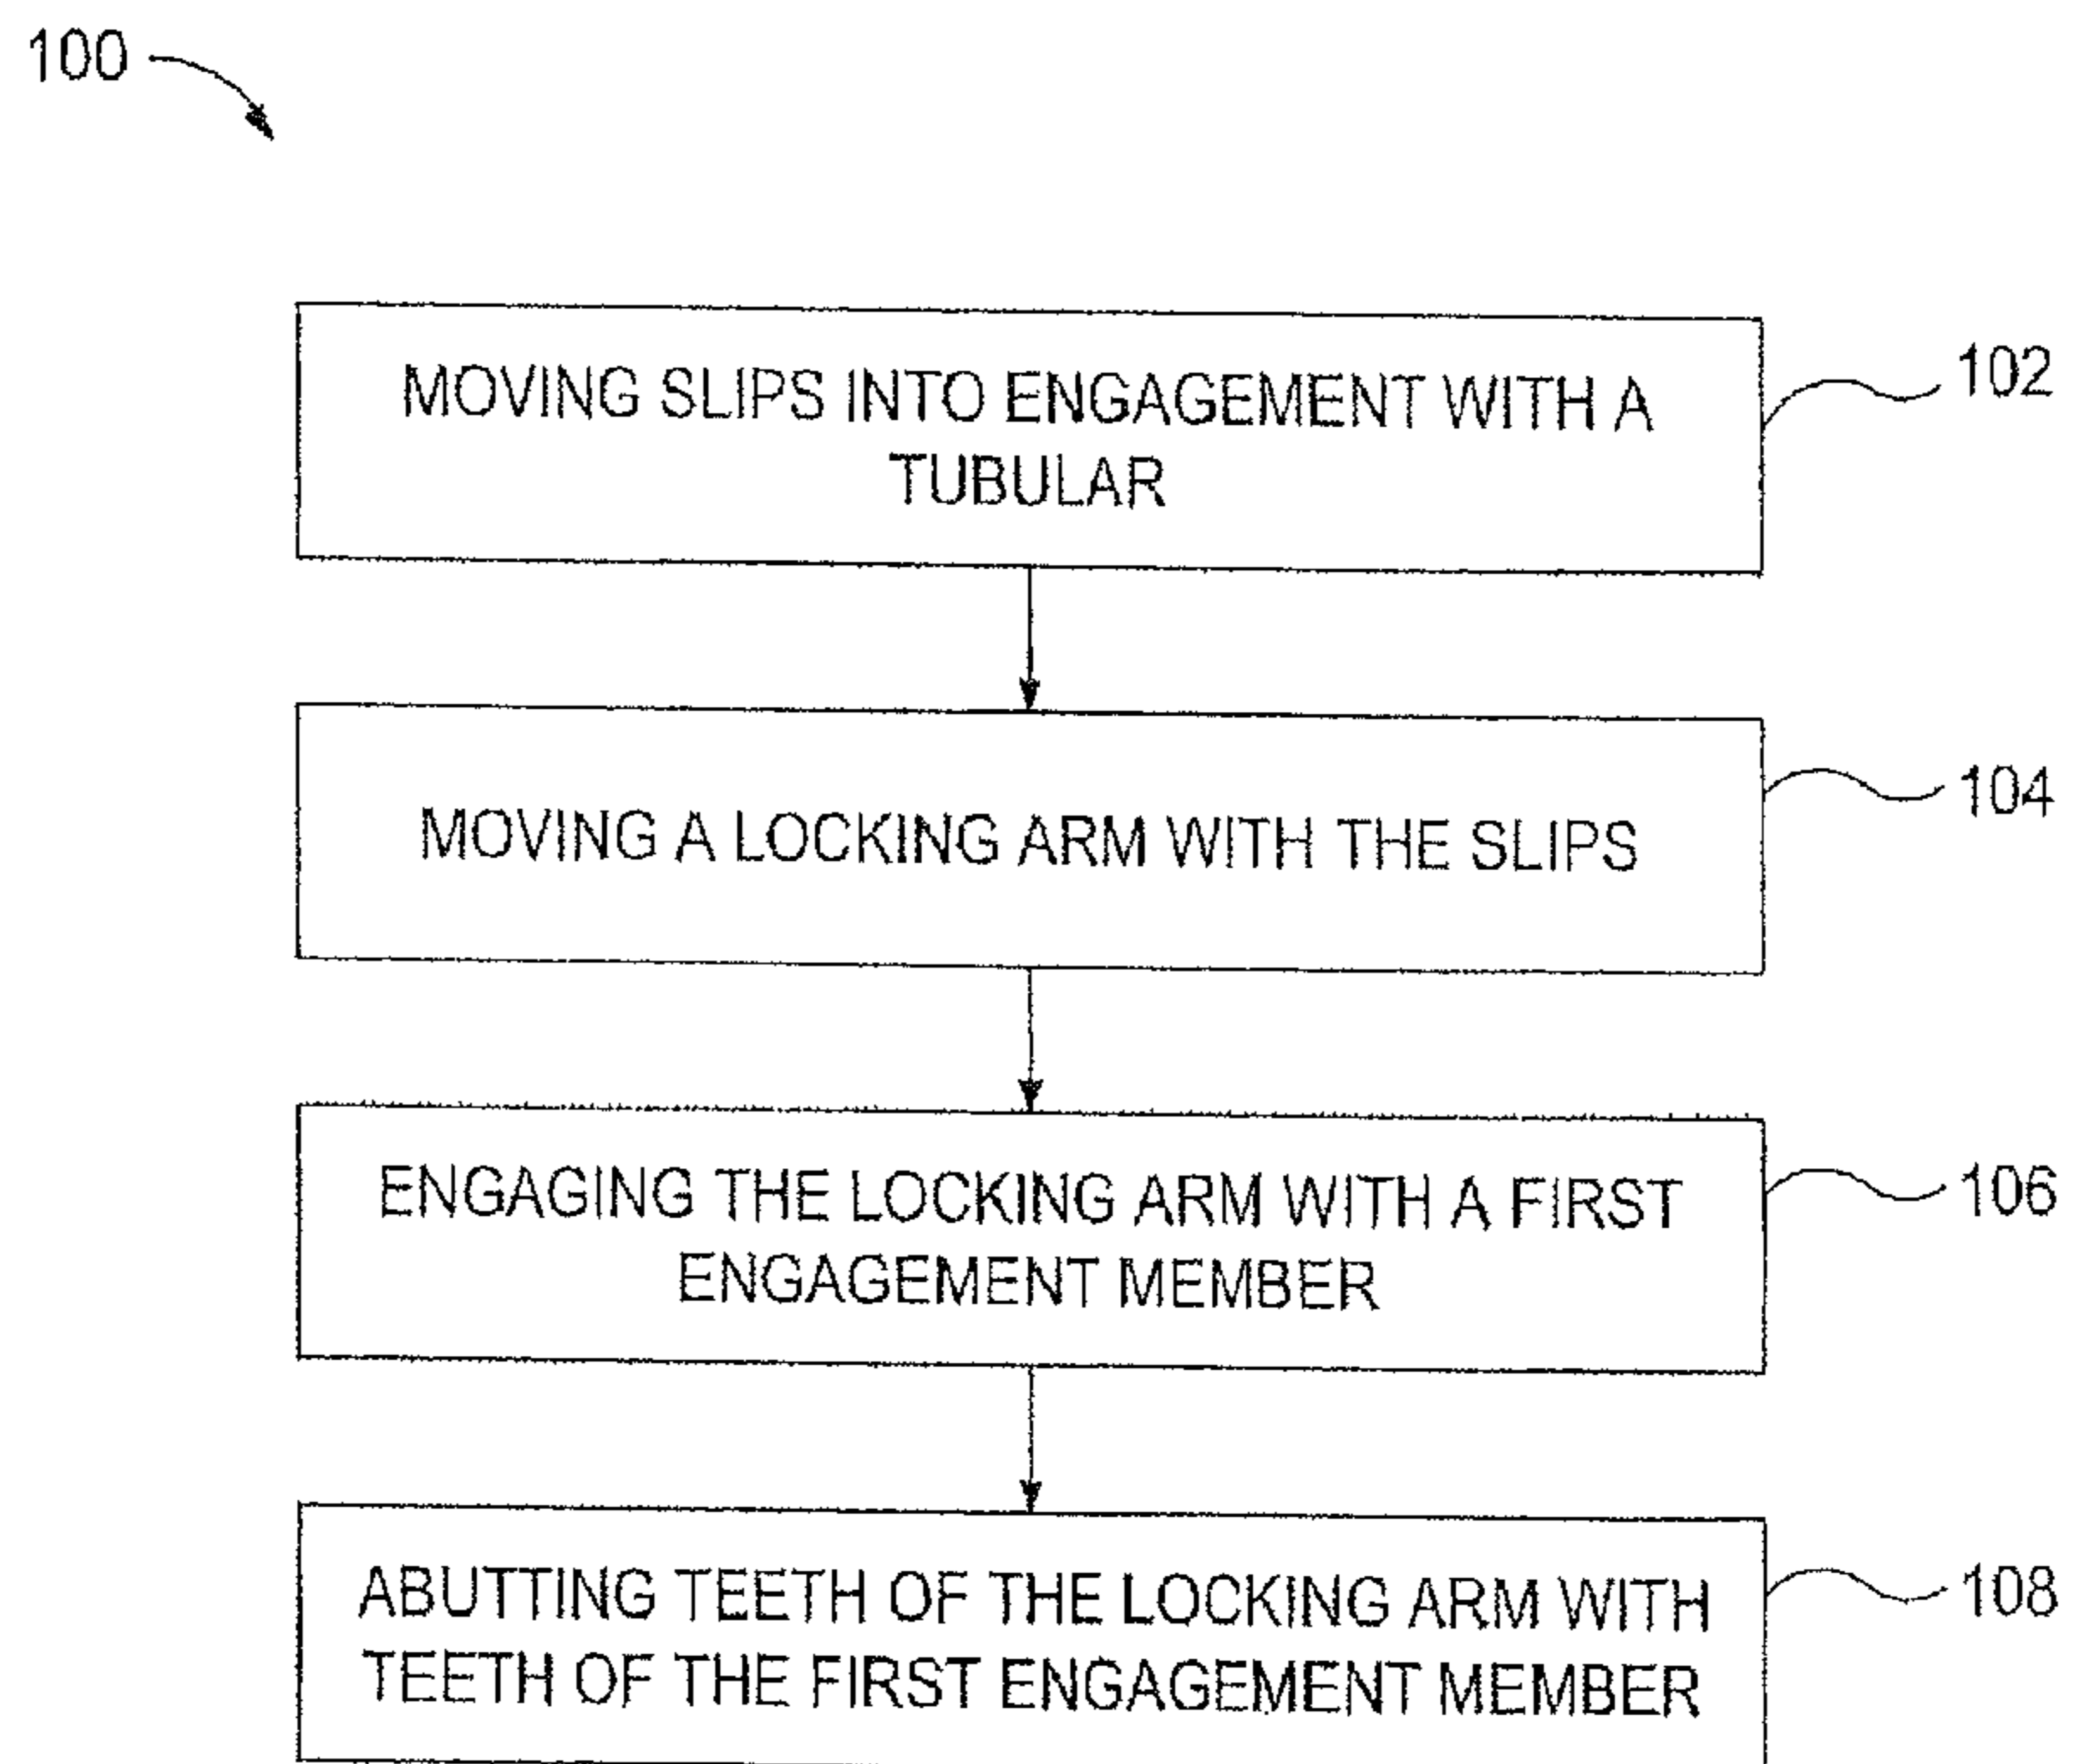 100
MOVING SLIPS INTO ENGAGEMENT WITH A
TUBULAR
102
MOVING A LOCKING ARM WITH THE SLIPS
104
ENGAGING THE LOCKING ARM WITH A FIRST
ENGAGEMENT MEMBER
106
ABUTTING TEETH OF THE LOCKING ARM WITH
TEETH OF THE FIRST ENGAGEMENT MEMBER
108